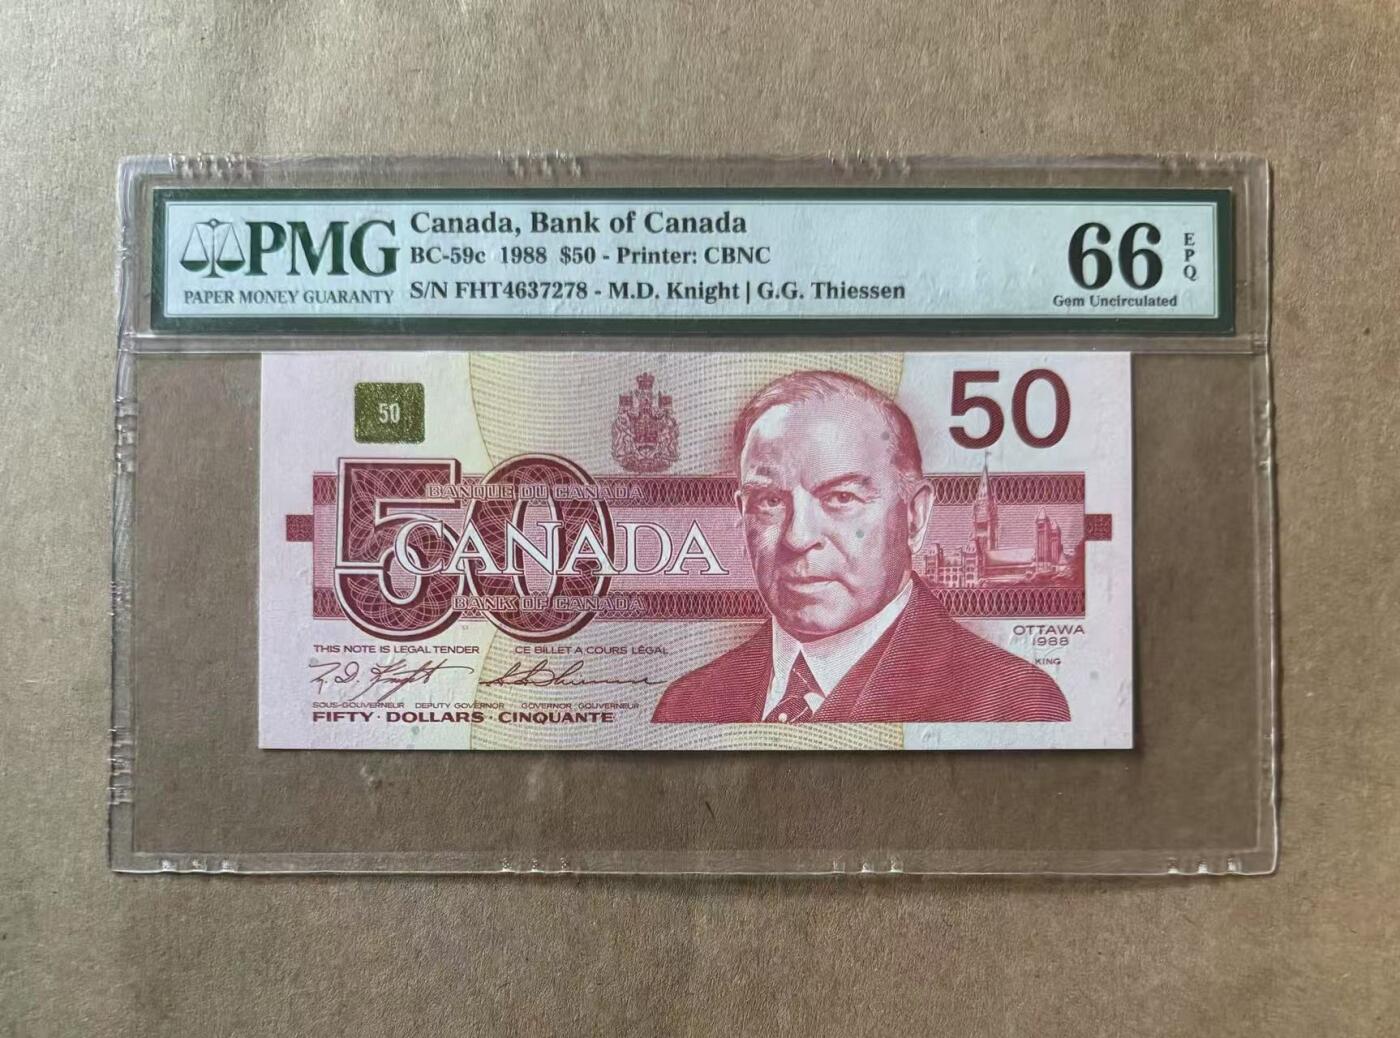 PMG
PAPER MONEY GUARANTY
Canada, Bank of Canada
BC-59c 1988 $50 - Printer: CBNC
S/N FHT4637278 - M.D. Knight | G.G. Thiessen
66
EPQ
Gem Uncirculated
50
50
50
BANQUE DU CANADA
CANADA
BANK OF CANADA
THIS NOTE IS LEGAL TENDER
CE BILLET A COURS LÉGAL
OTTAWA
1988
KING
SOUS-GOUVERNEUR DEPUTY GOVERNOR GOVERNOR GOUVERNEUR
FIFTY · DOLLARS · CINQUANTE